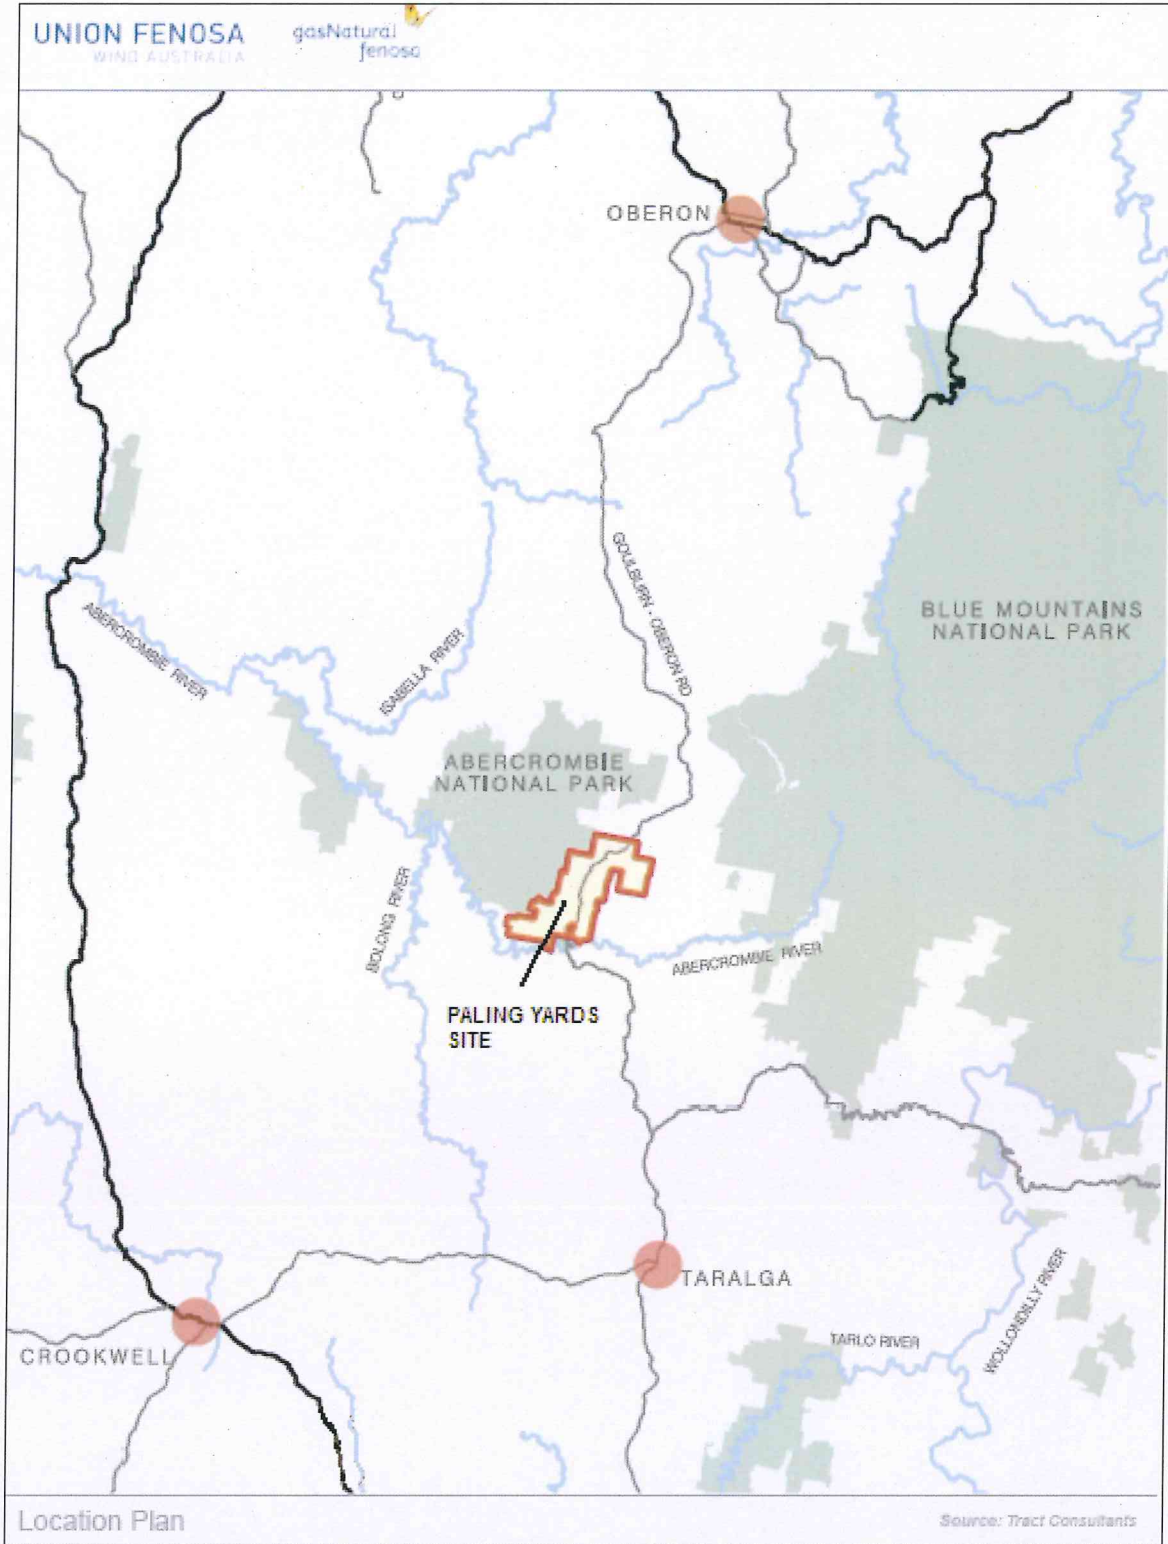 UNION FENOSA
WIND AUSTRALIA
gasNatural
fenosa
OBERON
GOULBURN - OBERON RD
BLUE MOUNTAINS
NATIONAL PARK
ABERCROMBIE RIVER
ISABELLA RIVER
ABERCROMBIE
NATIONAL PARK
BOLONG RIVER
ABERCROMBIE RIVER
PALING YARDS
SITE
TARALGA
WOLLONDILLY RIVER
TARLO RIVER
CROOKWELL
Location Plan
Source: Tract Consultants